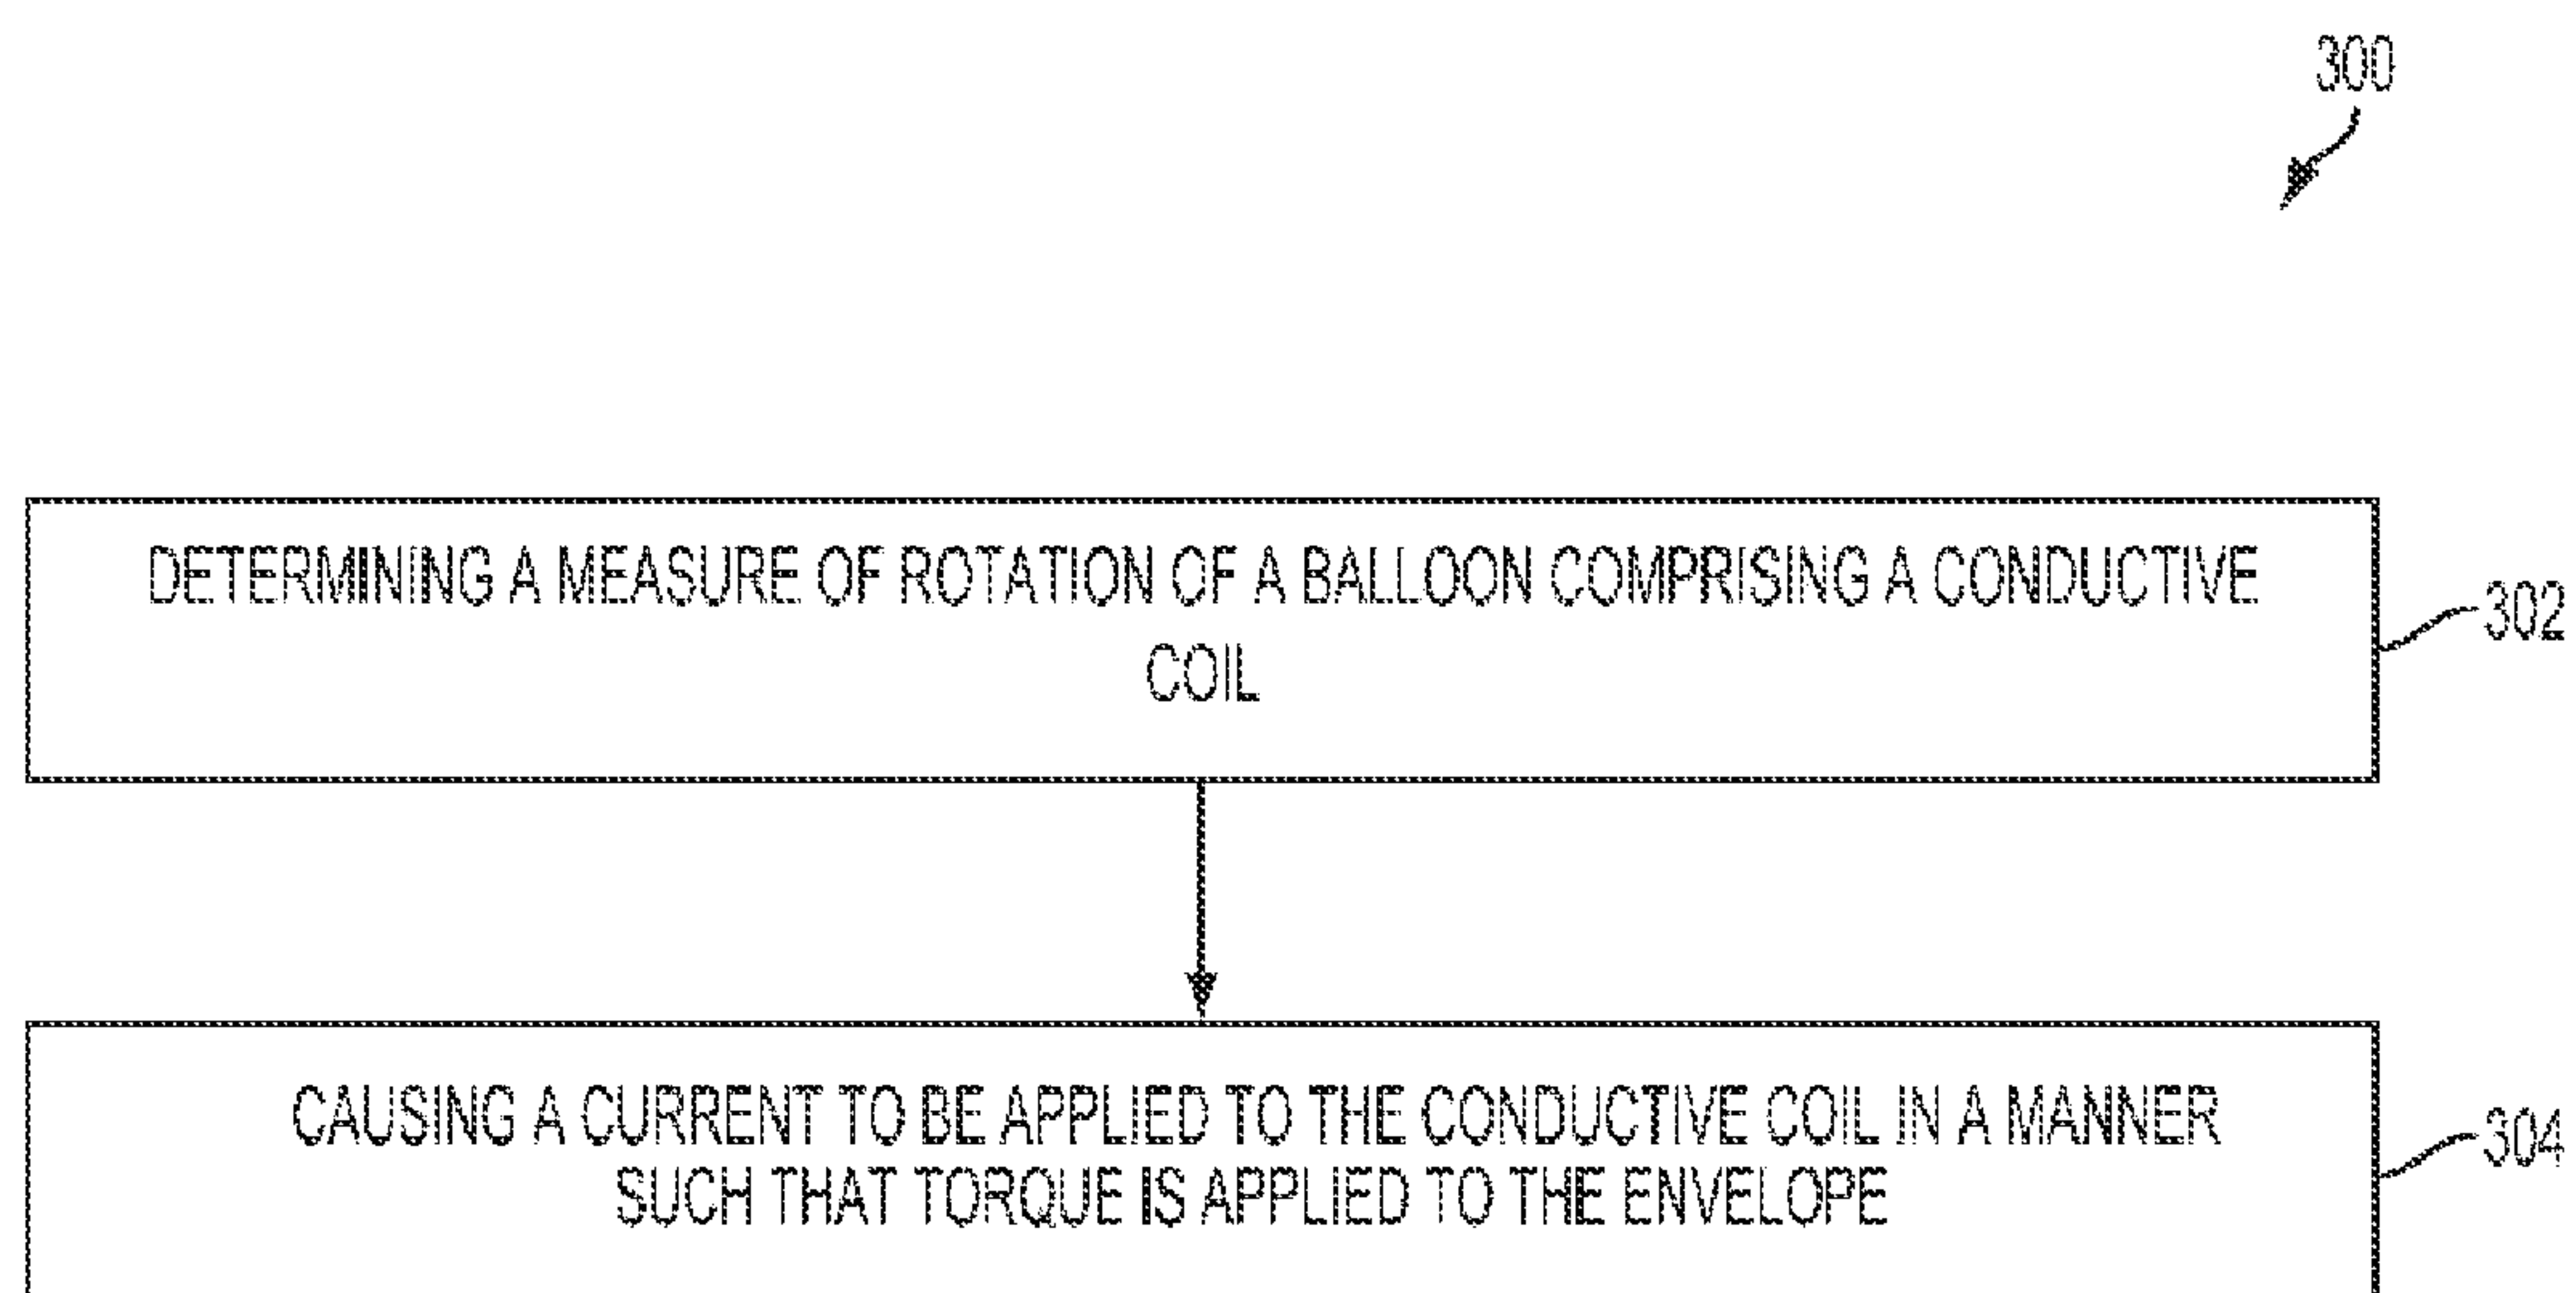 300
DETERMINING A MEASURE OF ROTATION OF A BALLOON COMPRISING A CONDUCTIVE
COIL
302
CAUSING A CURRENT TO BE APPLIED TO THE CONDUCTIVE COIL IN A MANNER
SUCH THAT TORQUE IS APPLIED TO THE ENVELOPE
304